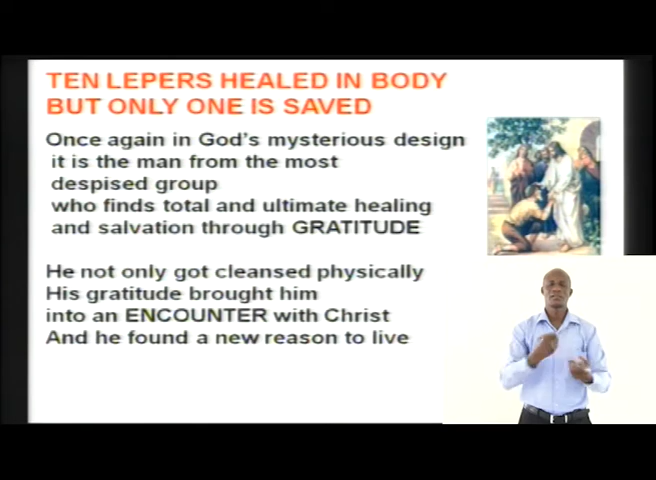 TEN LEPERS HEALED IN BODY
BUT ONLY ONE IS SAVED
Once again in God's mysterious design
it is the man from the most
despised group
who finds total and ultimate healing
and salvation through GRATITUDE
He not only got cleansed physically
His gratitude brought him
into an ENCOUNTER with Christ
And he found a new reason to live